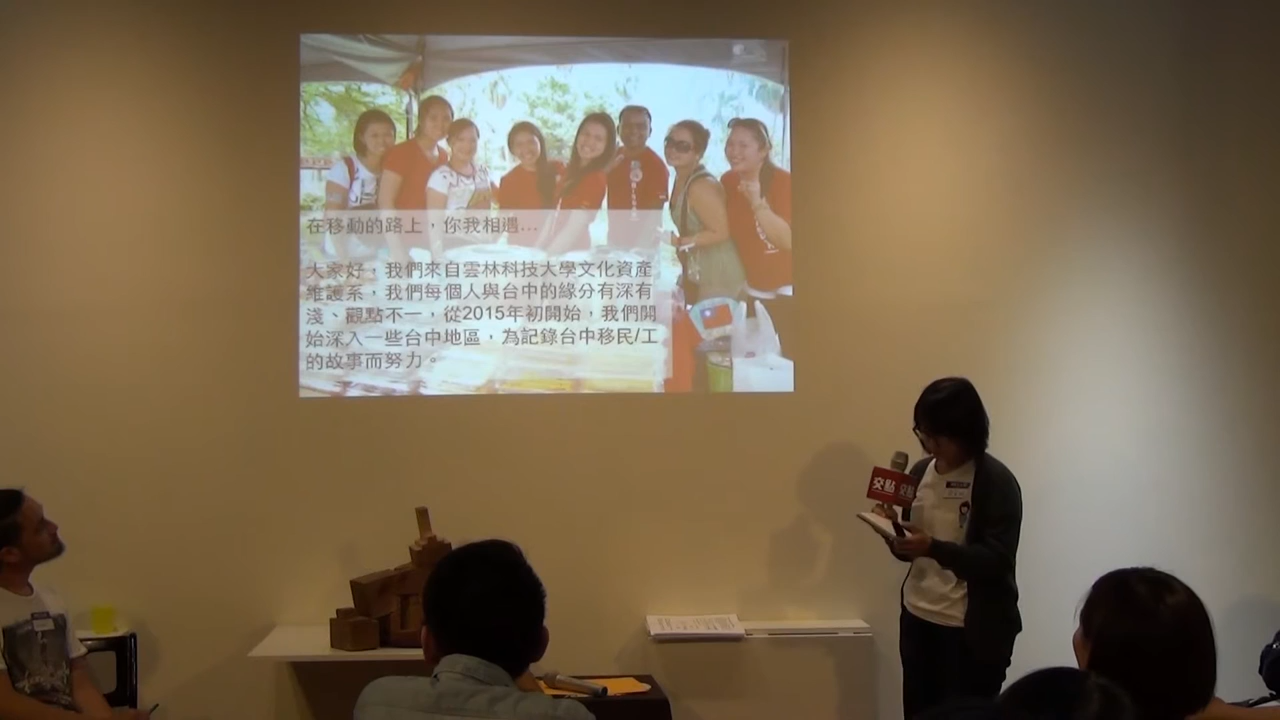 在移動的路上，你我相遇...
大家好，我們來自雲林科技大學文化資產
維護系，我們每個人與台中的緣分有深有
淺、觀點不一，從2015年初開始，我們開
始深入一些台中地區，為記錄台中移民/工
的故事而努力。
交點 交點